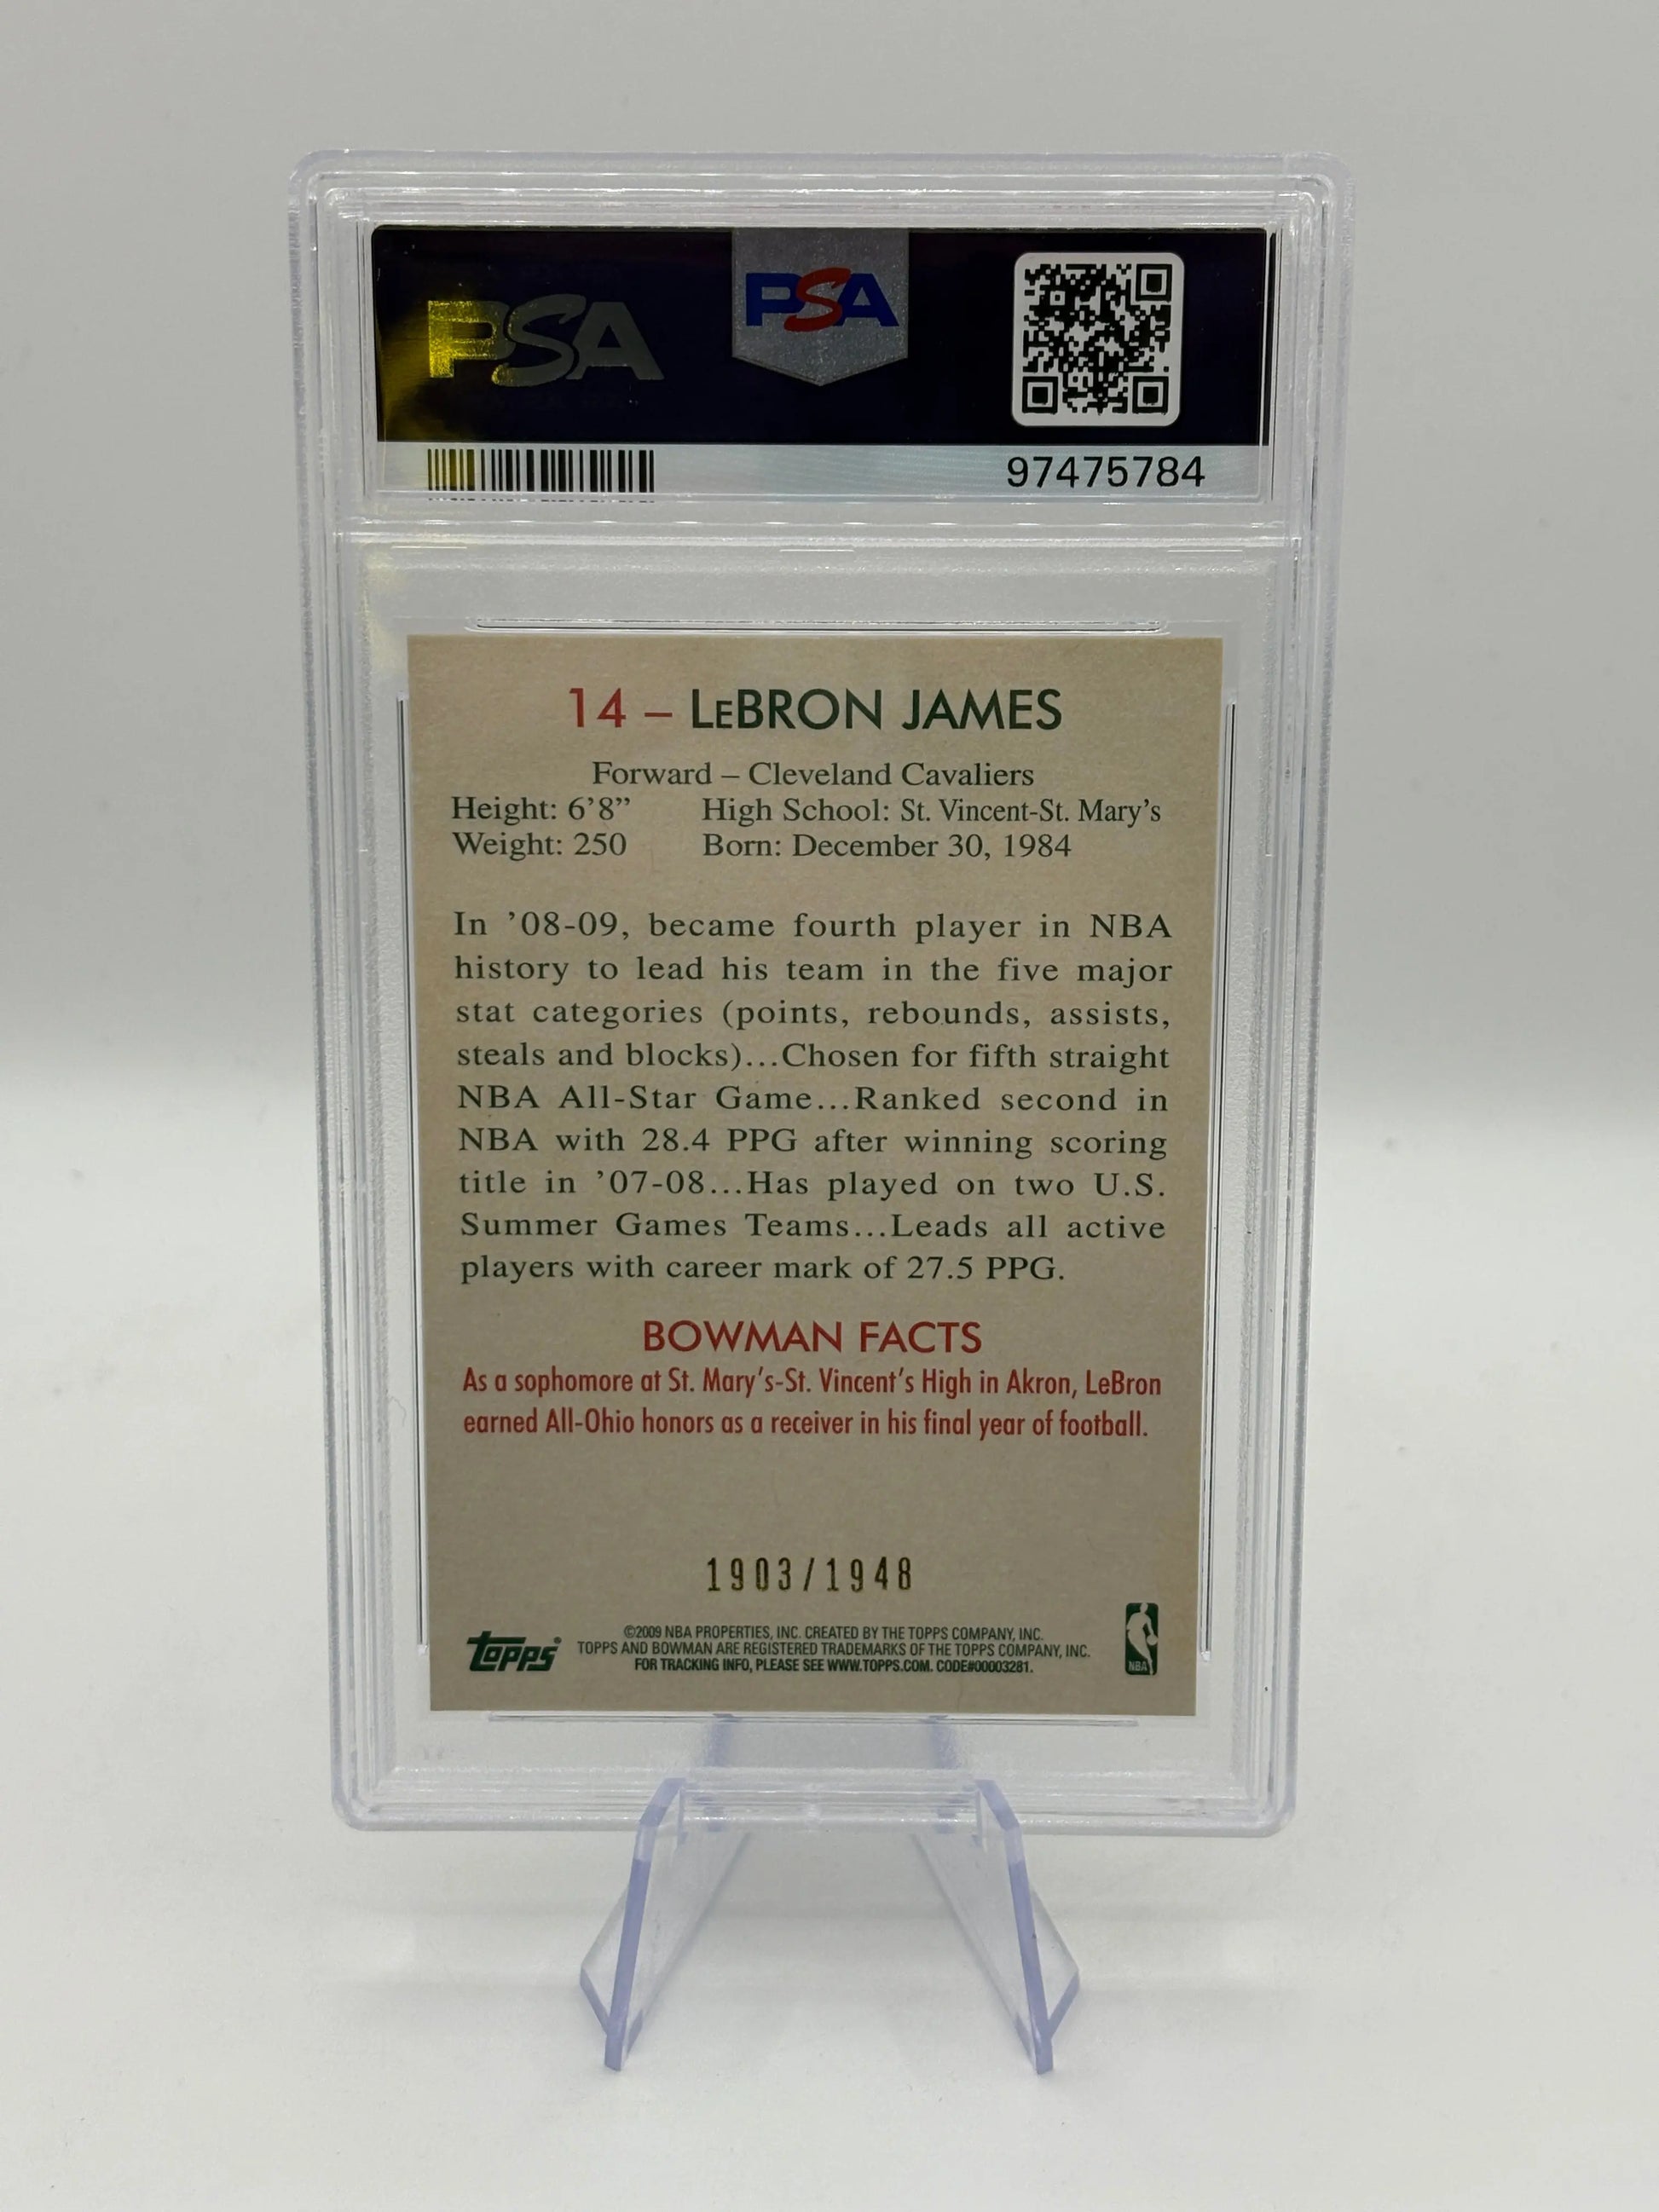 PSA
PSA
97475784
14 – LeBRON JAMES
Forward – Cleveland Cavaliers
Height: 6’8” High School: St. Vincent-St. Mary’s
Weight: 250 Born: December 30, 1984
In ’08-09, became fourth player in NBA
history to lead his team in the five major
stat categories (points, rebounds, assists,
steals and blocks)...Chosen for fifth straight
NBA All-Star Game...Ranked second in
NBA with 28.4 PPG after winning scoring
title in ’07-08...Has played on two U.S.
Summer Games Teams...Leads all active
players with career mark of 27.5 PPG.
BOWMAN FACTS
As a sophomore at St. Mary’s-St. Vincent’s High in Akron, LeBron
earned All-Ohio honors as a receiver in his final year of football.
1903/1948
topps®
©2009 NBA PROPERTIES, INC. CREATED BY THE TOPPS COMPANY, INC.
TOPPS AND BOWMAN ARE REGISTERED TRADEMARKS OF THE TOPPS COMPANY, INC.
FOR TRACKING INFO, PLEASE SEE WWW.TOPPS.COM. CODE#00003281.
NBA